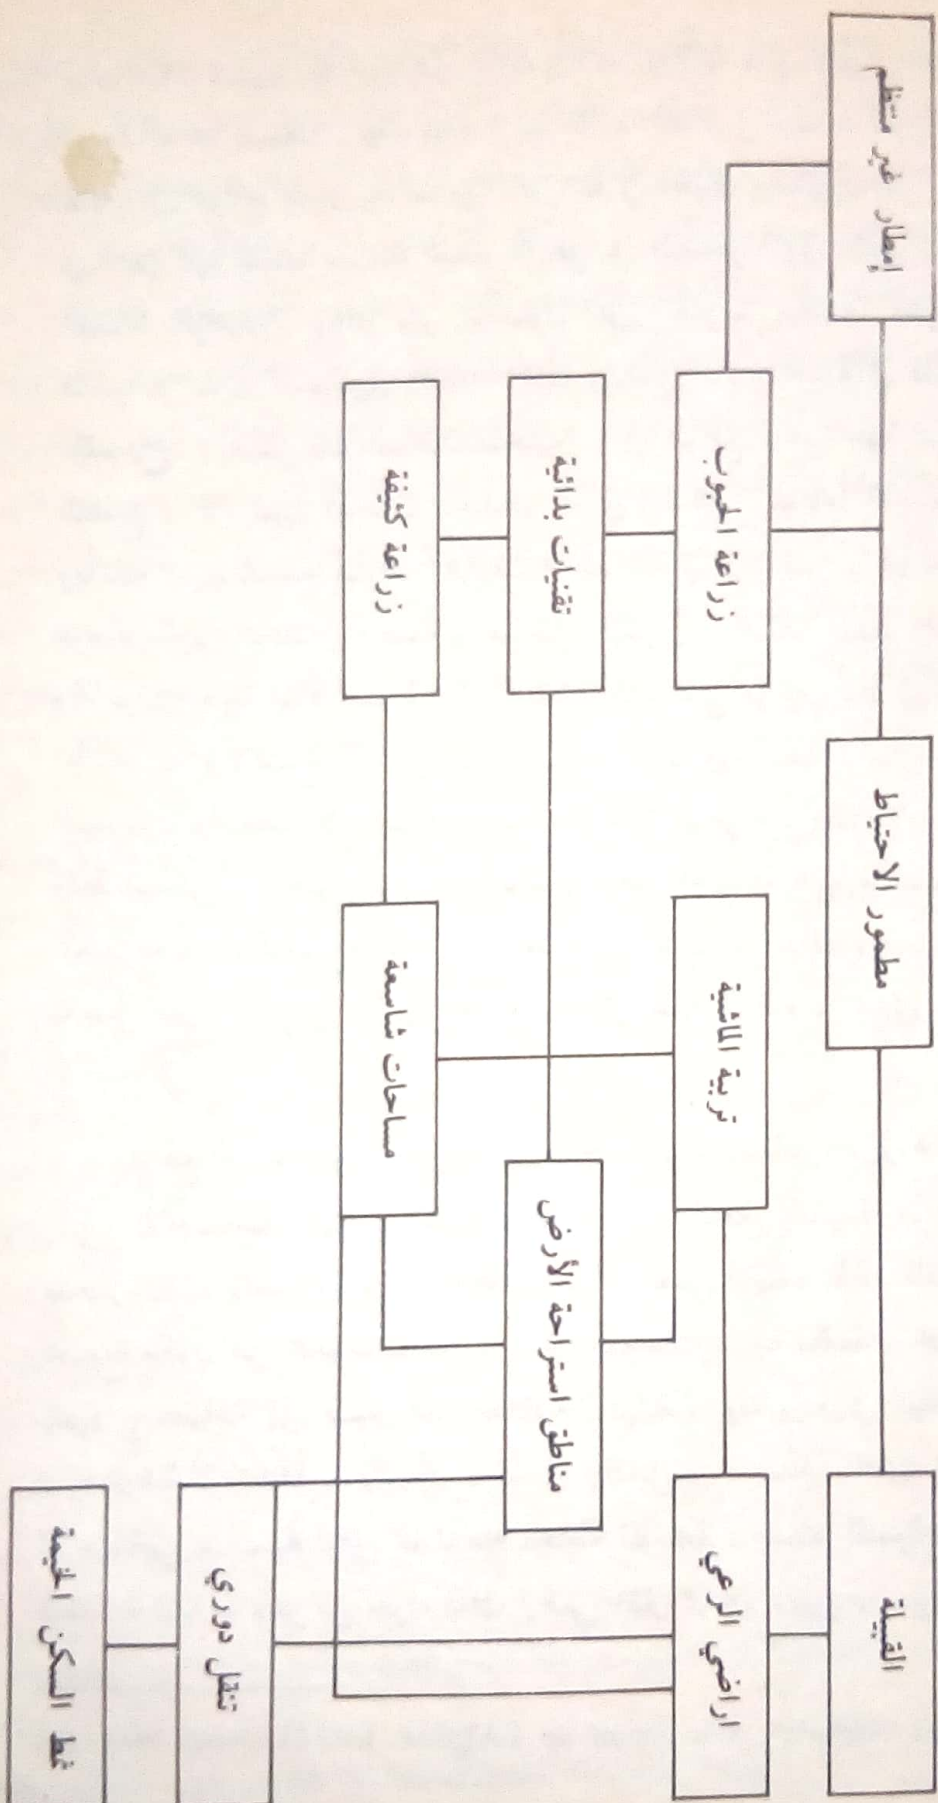 القبيلة
مطمور الاحتياط
إمطار غير منتظم
اراضي الرعي
تربية الماشية
زراعة الحبوب
مناطق استراحة الأرض
تقنيات بدائية
مساحات شاسعة
زراعة كثيفة
تنقل دوري
نمط السكن الخيمة